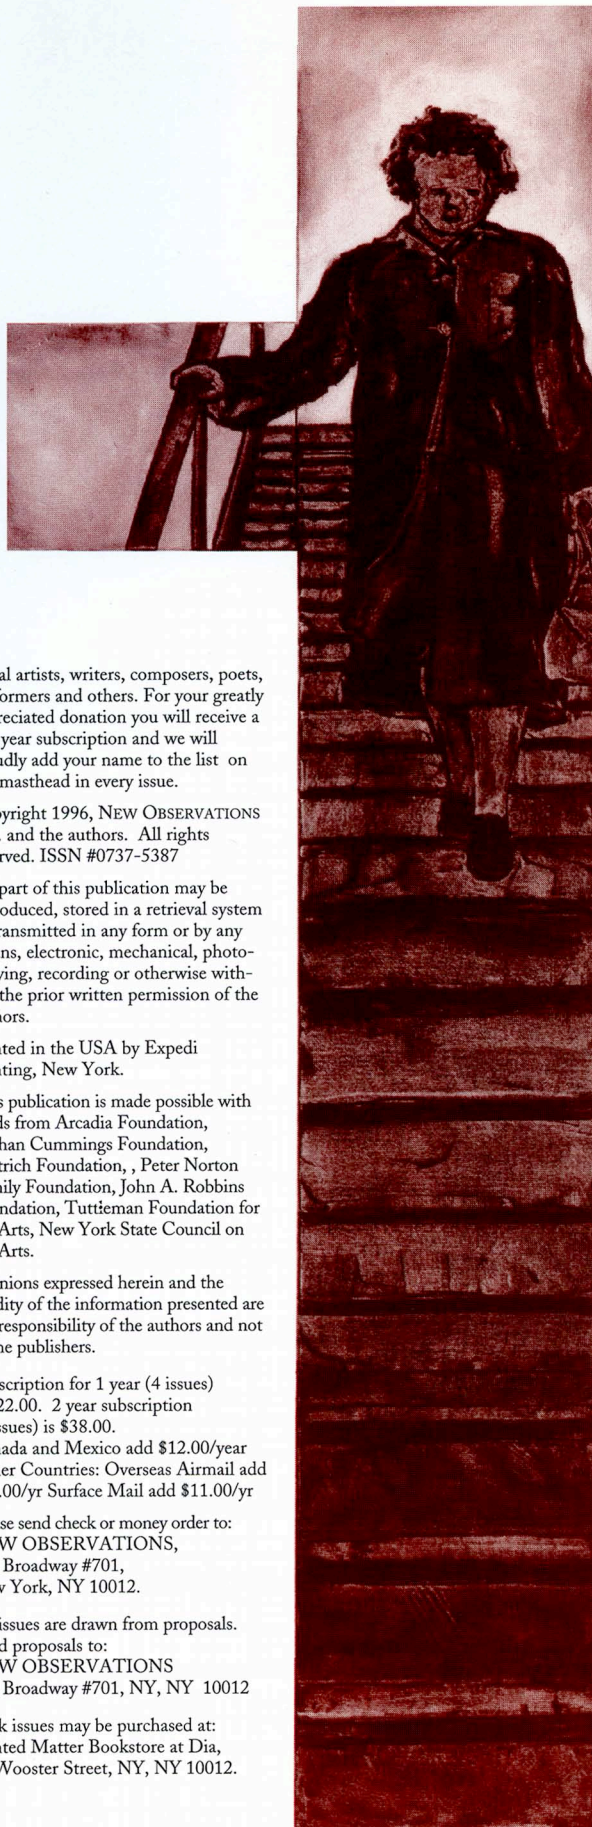 al artists, writers, composers, poets,
formers and others. For your greatly
reciated donation you will receive a
year subscription and we will
udly add your name to the list on
masthead in every issue.
yright 1996, NEW OBSERVATIONS
. and the authors. All rights
rved. ISSN #0737-5387
part of this publication may be
oduced, stored in a retrieval system
ransmitted in any form or by any
ns, electronic, mechanical, photo-
ying, recording or otherwise with-
the prior written permission of the
hors.
nted in the USA by Expedi
nting, New York.
s publication is made possible with
ds from Arcadia Foundation,
han Cummings Foundation,
trich Foundation, , Peter Norton
mily Foundation, John A. Robbins
ndation, Tuttieman Foundation for
Arts, New York State Council on
Arts.
nions expressed herein and the
dity of the information presented are
responsibility of the authors and not
he publishers.
scription for 1 year (4 issues)
22.00. 2 year subscription
ssues) is $38.00.
nada and Mexico add $12.00/year
er Countries: Overseas Airmail add
.00/yr Surface Mail add $11.00/yr
se send check or money order to:
W OBSERVATIONS,
Broadway #701,
w York, NY 10012.
issues are drawn from proposals.
d proposals to:
W OBSERVATIONS
Broadway #701, NY, NY 10012
k issues may be purchased at:
nted Matter Bookstore at Dia,
Wooster Street, NY, NY 10012.